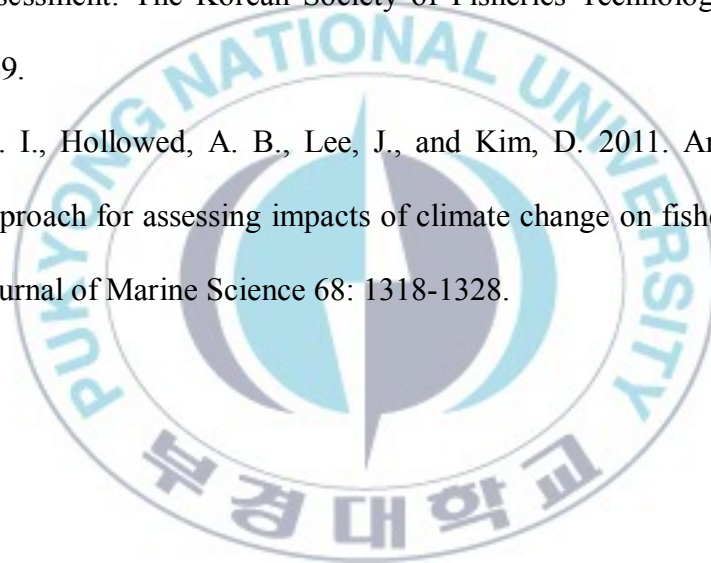 sessment. The Korean Society of Fisheries Technolog
9.
. I., Hollowed, A. B., Lee, J., and Kim, D. 2011. An
proach for assessing impacts of climate change on fishe
urnal of Marine Science 68: 1318-1328.
PUKYONG NATIONAL UNIVERSITY
부경대학교